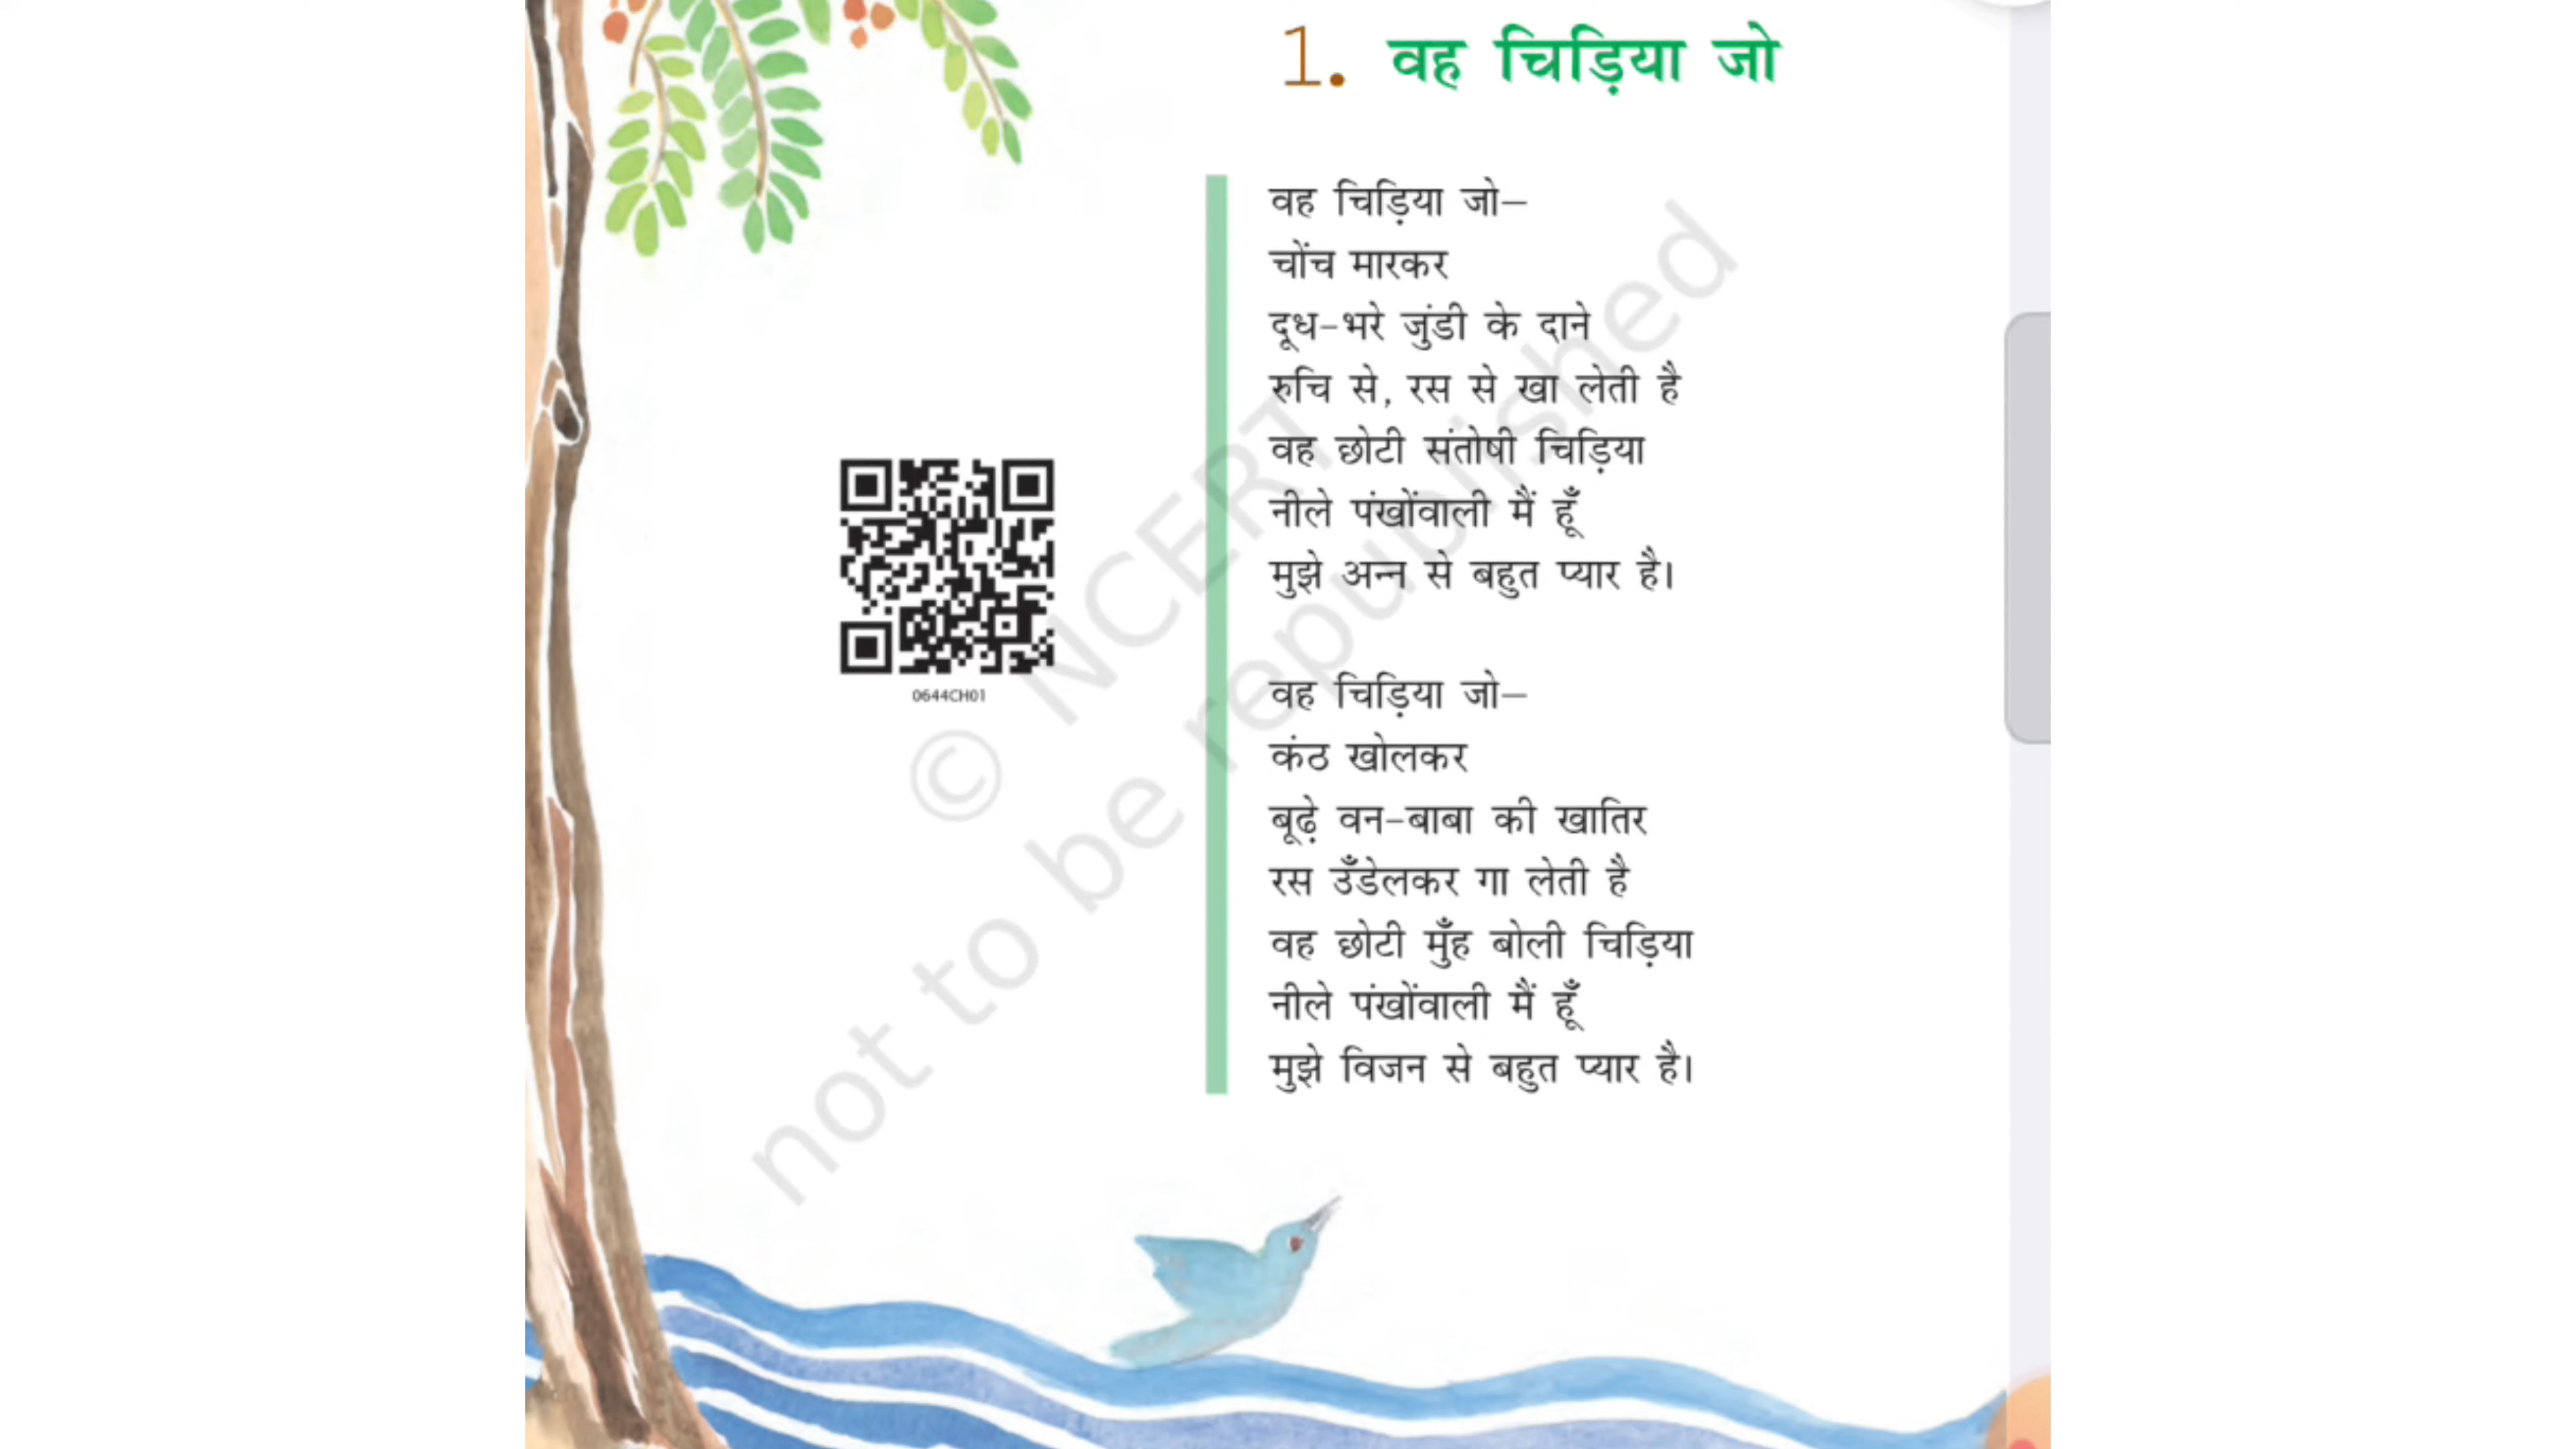 1. वह चिड़िया जो
वह चिड़िया जो–
चोंच मारकर
दूध-भरे जुंडी के दाने
रुचि से, रस से खा लेती है
वह छोटी संतोषी चिड़िया
नीले पंखोंवाली मैं हूँ
मुझे अन्न से बहुत प्यार है।
वह चिड़िया जो–
कंठ खोलकर
बूढ़े वन-बाबा की खातिर
रस उँडेलकर गा लेती है
वह छोटी मुँह बोली चिड़िया
नीले पंखोंवाली मैं हूँ
मुझे विजन से बहुत प्यार है।
0644CH01
© NCERT
not to be republished